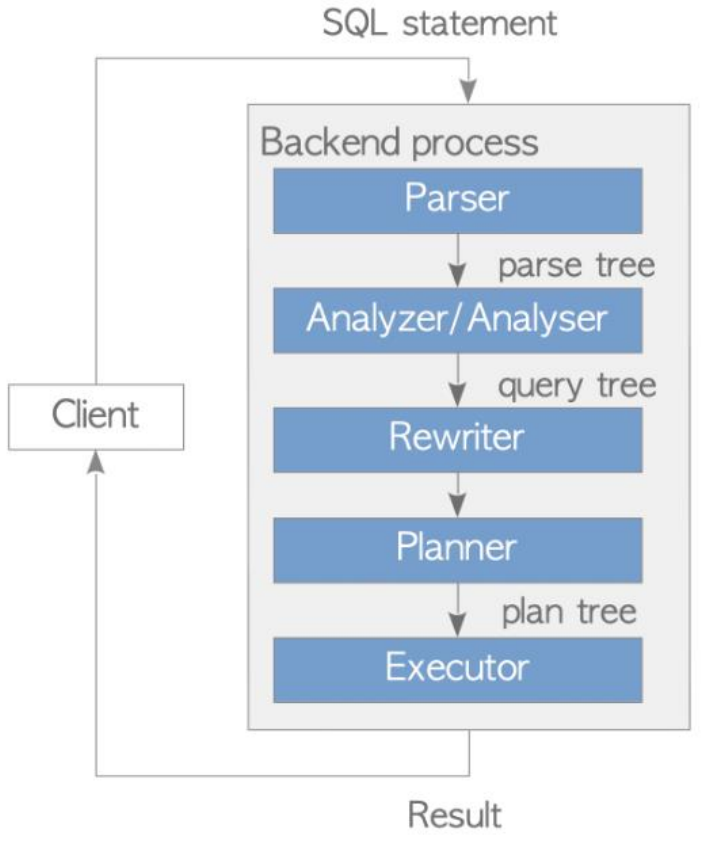 SQL statement
Backend process
Parser
parse tree
Analyzer/Analyser
query tree
Client
Rewriter
Planner
plan tree
Executor
Result